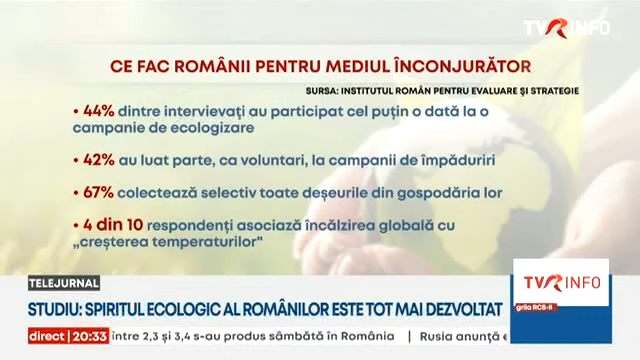 TVR INFO
CE FAC ROMÂNII PENTRU MEDIUL ÎNCONJURĂTOR
SURSA: INSTITUTUL ROMÂN PENTRU EVALUARE ŞI STRATEGIE
• 44% dintre intervievaţi au participat cel puţin o dată la o
campanie de ecologizare
• 42% au luat parte, ca voluntari, la campanii de împăduriri
• 67% colectează selectiv toate deşeurile din gospodăria lor
• 4 din 10 respondenţi asociază încălzirea globală cu
„creşterea temperaturilor"
TELEJURNAL
STUDIU: SPIRITUL ECOLOGIC AL ROMÂNILOR ESTE TOT MAI DEZVOLTAT
TVR INFO
grila RCS-R
direct | 20:33 între 2,3 şi 3,4 s-au produs sâmbătă în România | Rusia anunţă e